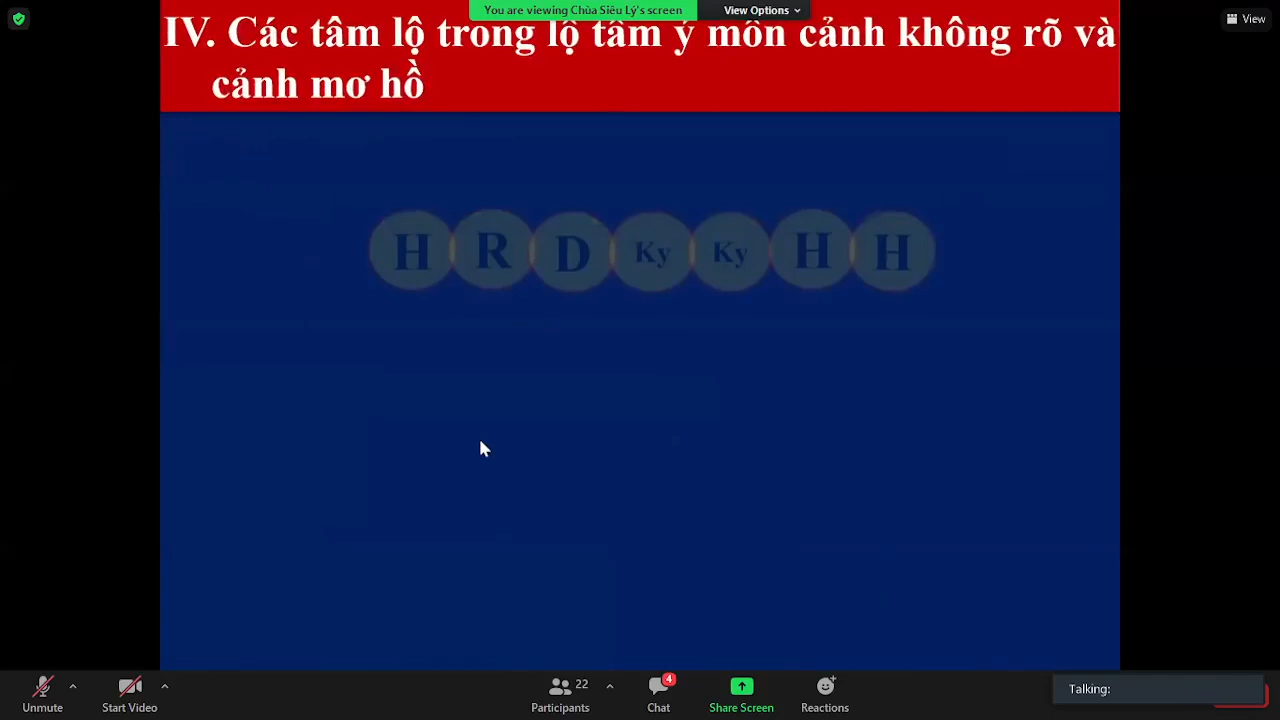 You are viewing Chùa Siêu Lý's screen
View Options
View
IV. Các tâm lộ trong lộ tâm ý môn cảnh không rõ và
cảnh mơ hồ
H R D Ky Ky H H
Unmute
Start Video
22
Participants
4
Chat
Share Screen
Reactions
Talking: